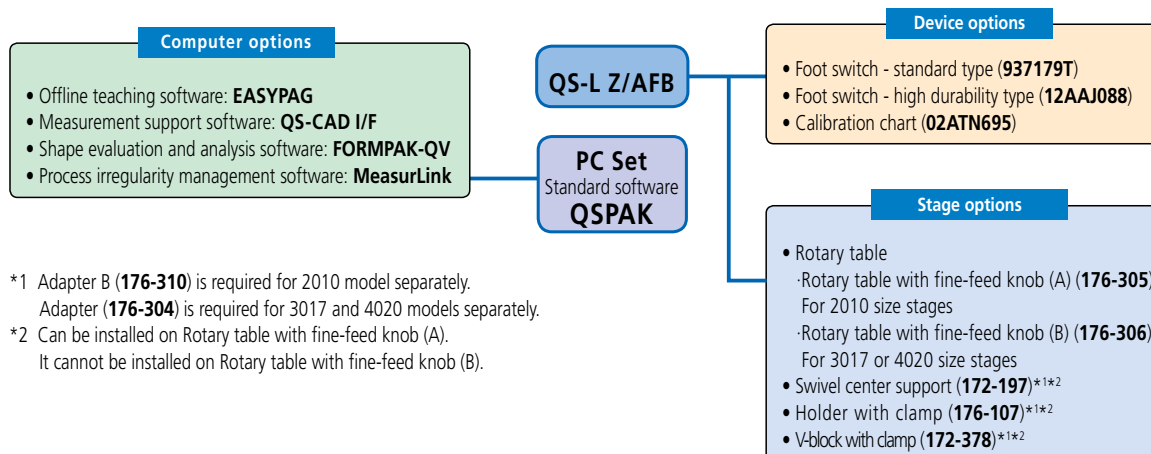 Computer options
• Offline teaching software: EASYPAG
• Measurement support software: QS-CAD I/F
• Shape evaluation and analysis software: FORMPAK-QV
• Process irregularity management software: MeasurLink
QS-L Z/AFB
PC Set
Standard software
QSPAK
Device options
• Foot switch - standard type (937179T)
• Foot switch - high durability type (12AAJ088)
• Calibration chart (02ATN695)
Stage options
• Rotary table
·Rotary table with fine-feed knob (A) (176-305)
For 2010 size stages
·Rotary table with fine-feed knob (B) (176-306)
For 3017 or 4020 size stages
• Swivel center support (172-197)*1*2
• Holder with clamp (176-107)*1*2
• V-block with clamp (172-378)*1*2
*1 Adapter B (176-310) is required for 2010 model separately.
Adapter (176-304) is required for 3017 and 4020 models separately.
*2 Can be installed on Rotary table with fine-feed knob (A).
It cannot be installed on Rotary table with fine-feed knob (B).